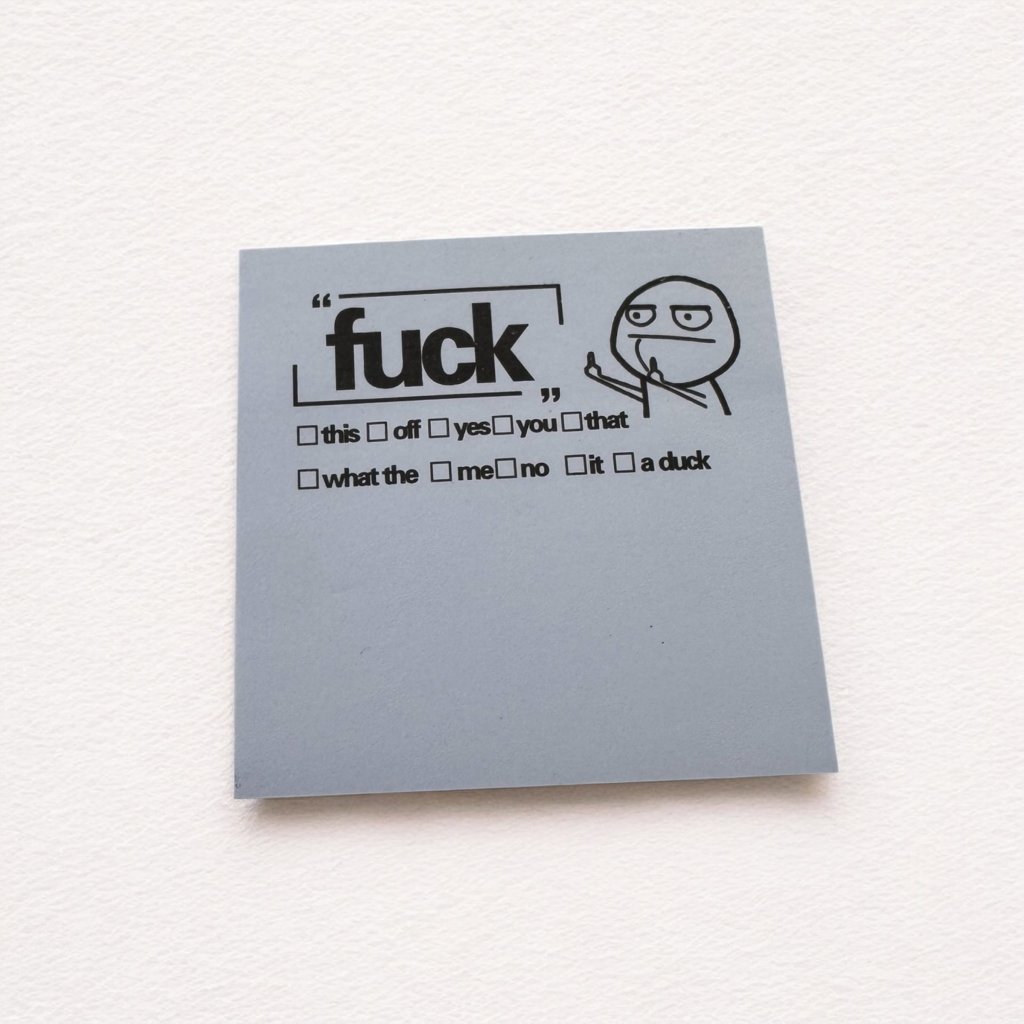 “fuck”
☐ this ☐ off ☐ yes ☐ you ☐ that
☐ what the ☐ me ☐ no ☐ it ☐ a duck